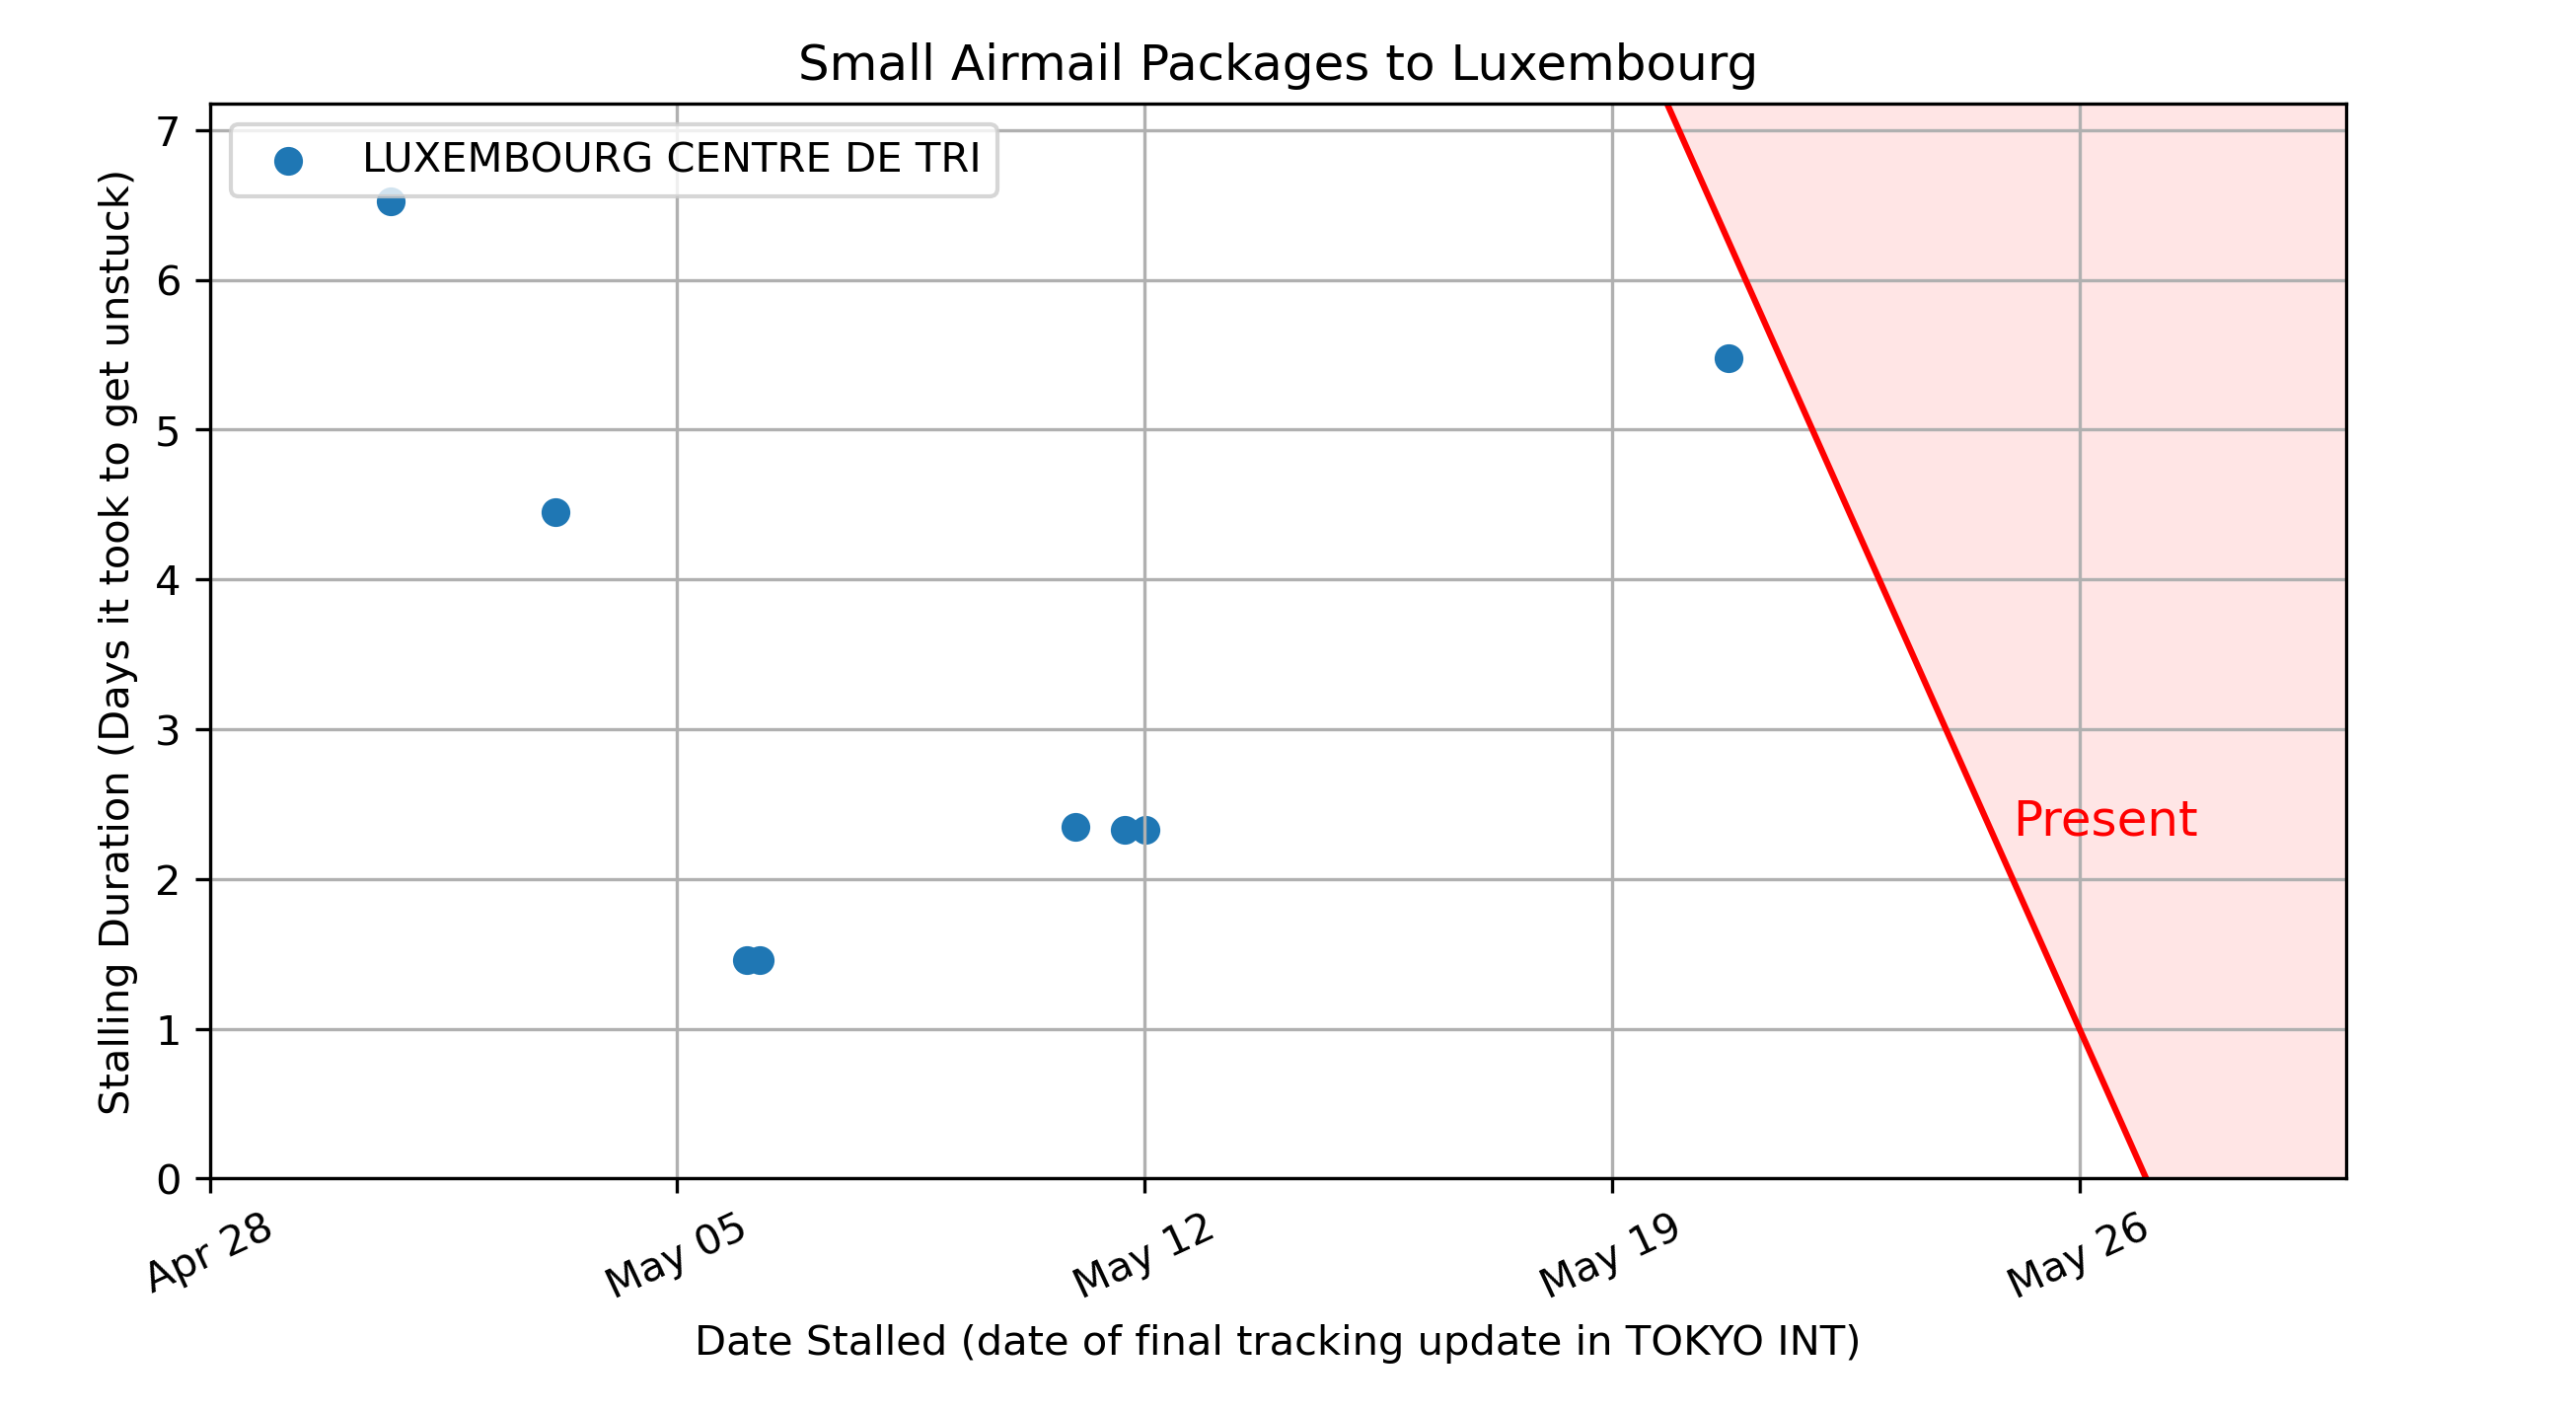 Small Airmail Packages to Luxembourg
LUXEMBOURG CENTRE DE TRI
Stalling Duration (Days it took to get unstuck)
7
6
5
4
3
2
1
0
Present
Apr 28
May 05
May 12
May 19
May 26
Date Stalled (date of final tracking update in TOKYO INT)